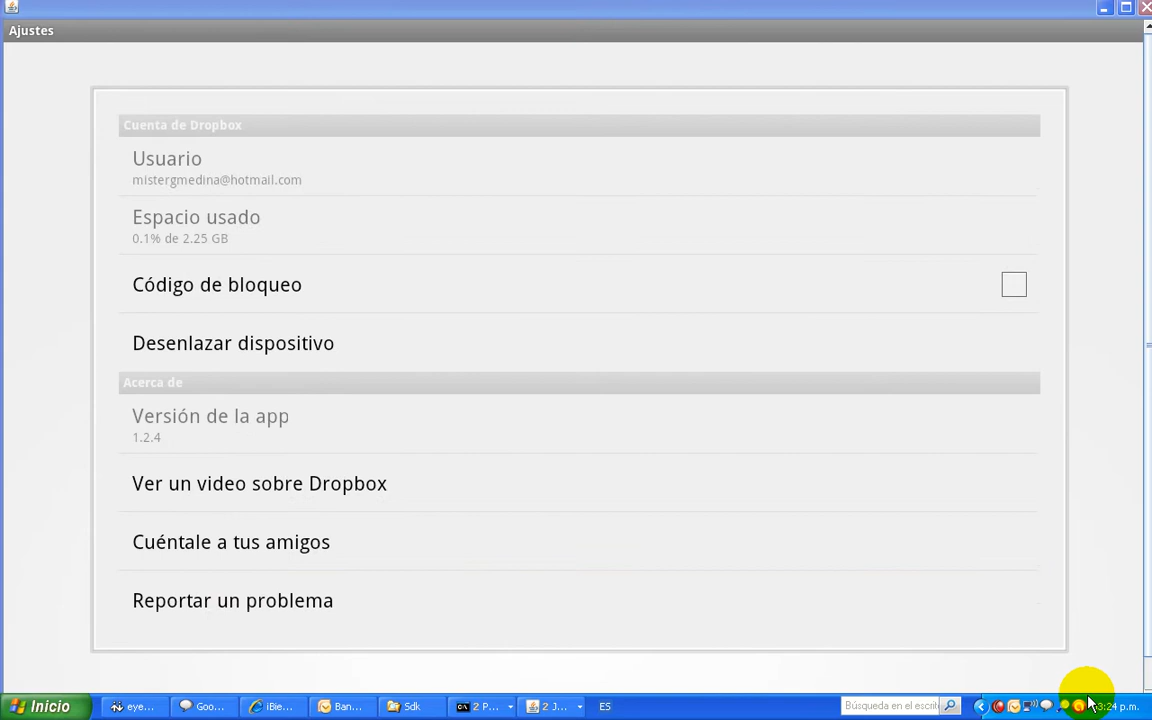 Ajustes
Cuenta de Dropbox
Usuario
mistergmedina@hotmail.com
Espacio usado
0.1% de 2.25 GB
Código de bloqueo
Desenlazar dispositivo
Acerca de
Versión de la app
1.2.4
Ver un video sobre Dropbox
Cuéntale a tus amigos
Reportar un problema
Inicio eye... Goo... iBie... Ban... Sdk 2 P... 2 J... ES Búsqueda en el escrit 3:24 p.m.